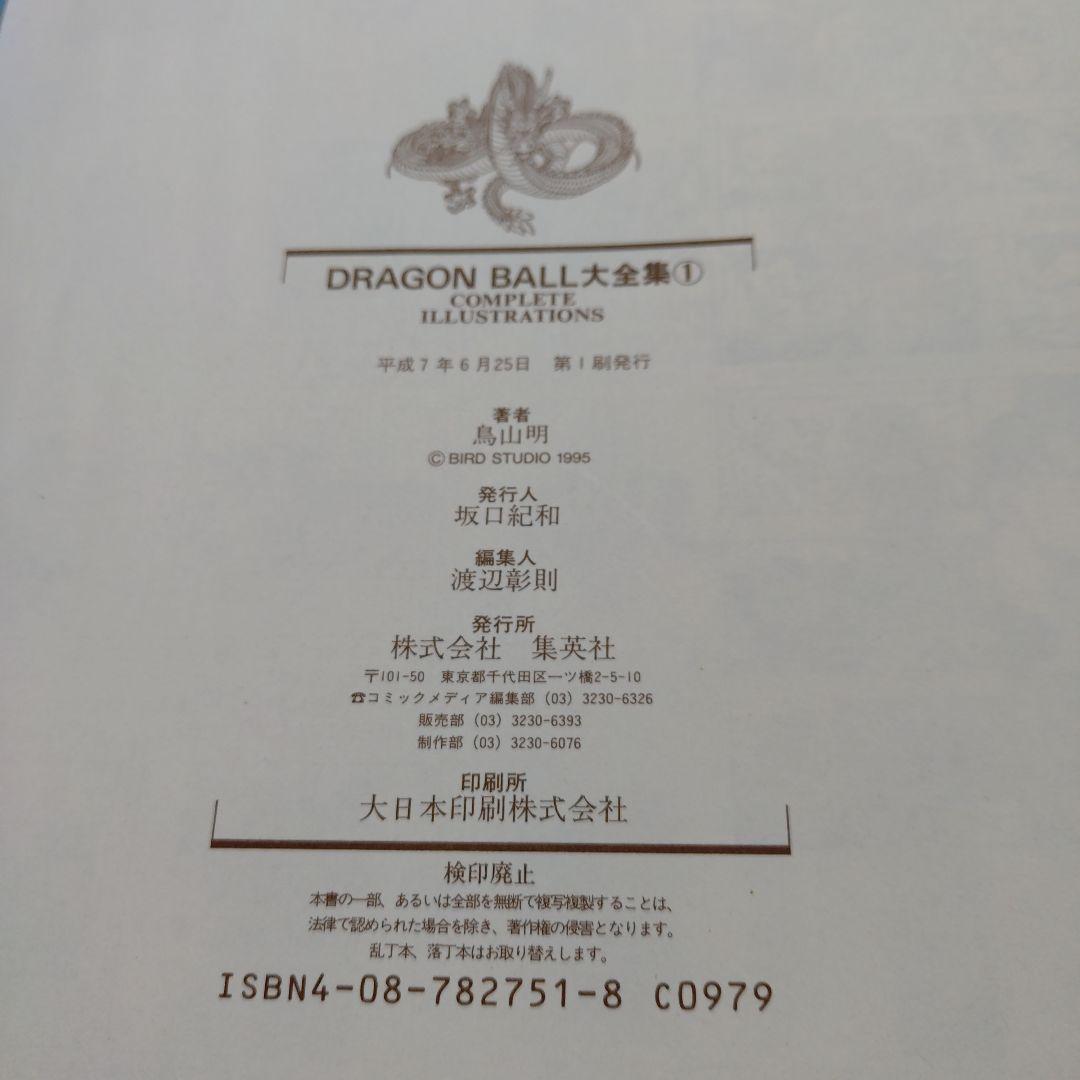 DRAGON BALL大全集①
COMPLETE
ILLUSTRATIONS
平成7年6月25日 第1刷発行
著者
鳥山明
©BIRD STUDIO 1995
発行人
坂口紀和
編集人
渡辺彰則
発行所
株式会社 集英社
〒101-50 東京都千代田区一ツ橋2-5-10
☎コミックメディア編集部(03)3230-6326
販売部(03)3230-6393
制作部(03)3230-6076
印刷所
大日本印刷株式会社
検印廃止
本書の一部、あるいは全部を無断で複写複製することは、
法律で認められた場合を除き、著作権の侵害となります。
乱丁本、落丁本はお取り替えします。
ISBN4-08-782751-8 C0979